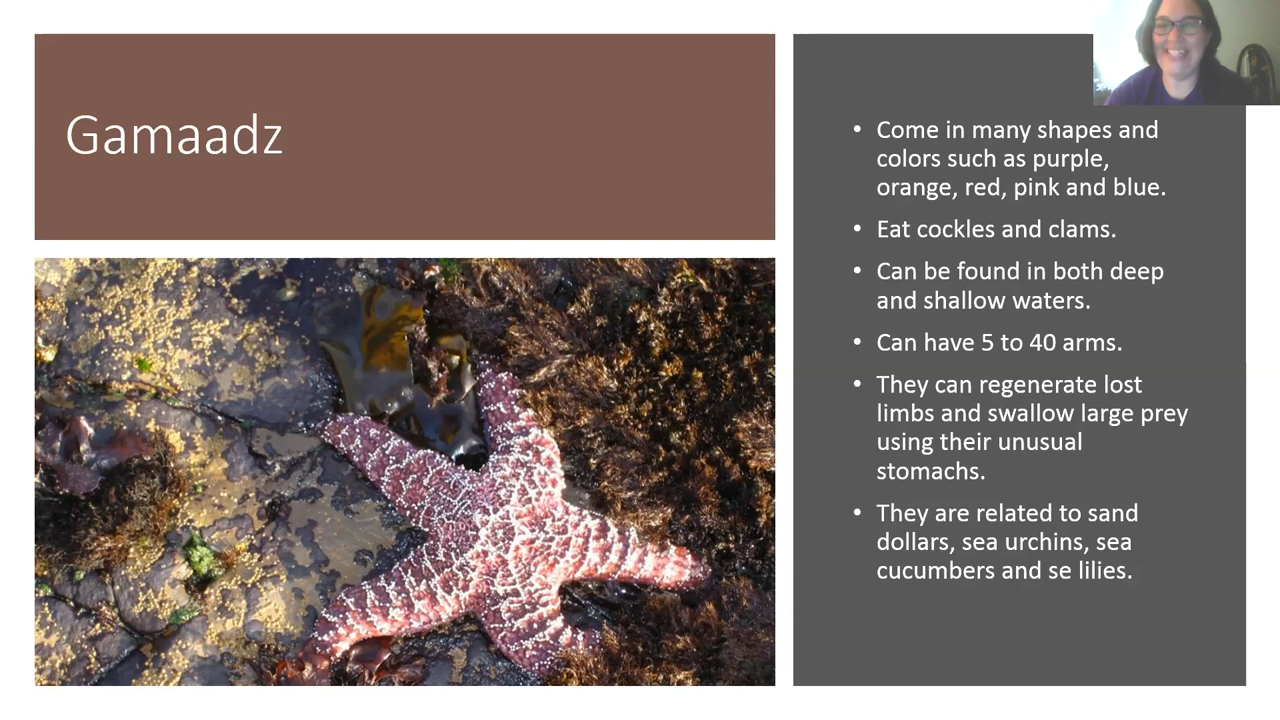 Gamaadz
• Come in many shapes and
colors such as purple,
orange, red, pink and blue.
• Eat cockles and clams.
• Can be found in both deep
and shallow waters.
• Can have 5 to 40 arms.
• They can regenerate lost
limbs and swallow large prey
using their unusual
stomachs.
• They are related to sand
dollars, sea urchins, sea
cucumbers and se lilies.